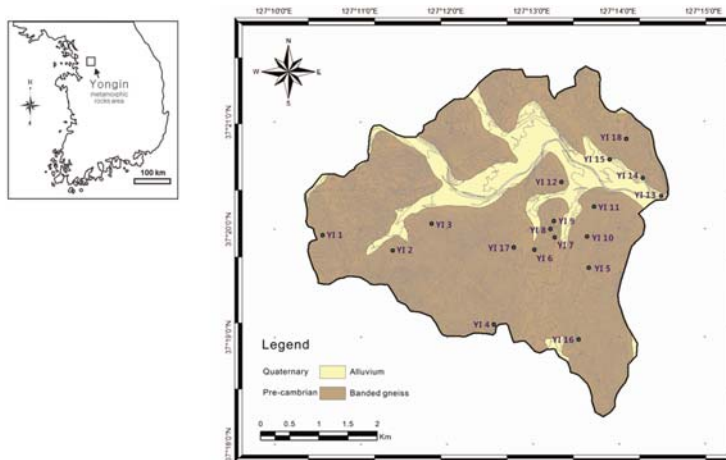 Yongin
metamorphic
rocks area
N
100 km
127°10'0"E 127°11'0"E 127°12'0"E 127°13'0"E 127°14'0"E 127°15'0"E
37°21'0"N
37°20'0"N
37°19'0"N
37°18'0"N
N
W E
S
YI 18
YI 15
YI 14
YI 12
YI 13
YI 11
YI 9
YI 3
YI 8
YI 1
YI 10
YI 7
YI 17
YI 2
YI 6
YI 5
YI 4
YI 16
Legend
Quaternary Alluvium
Pre-cambrian Banded gneiss
0 0.5 1 2
Km